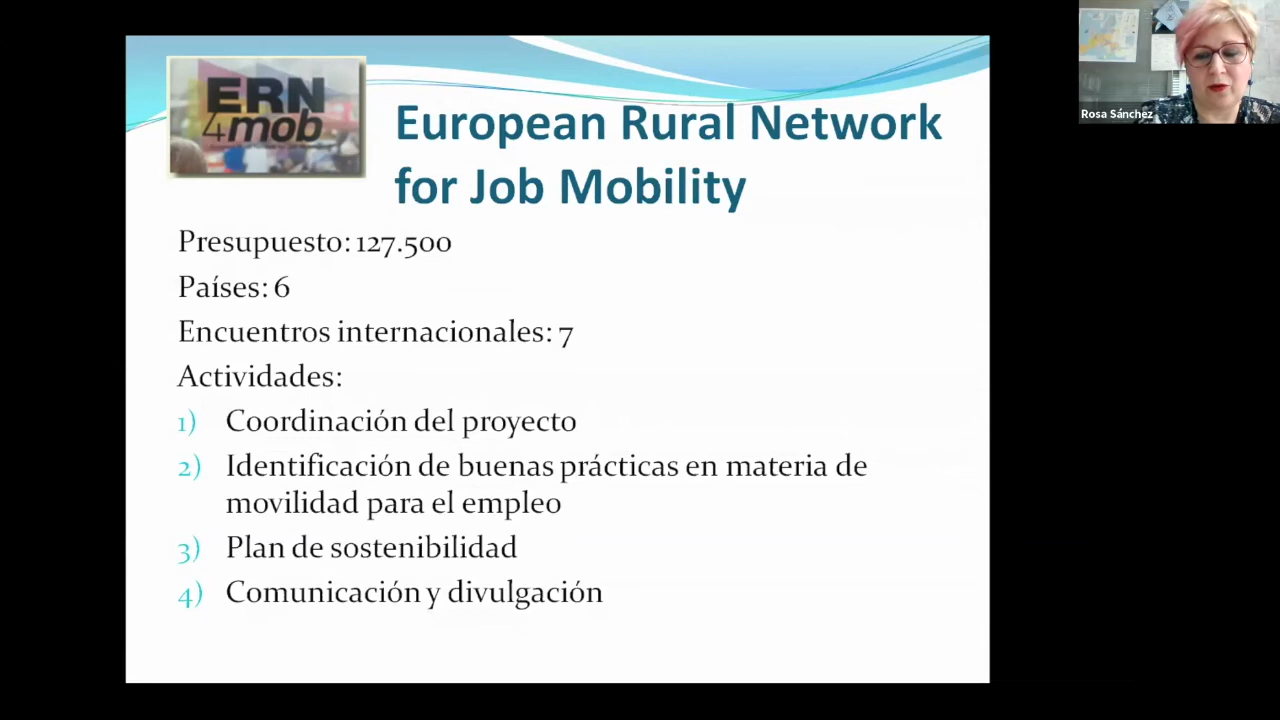 ERN
4mob
European Rural Network
for Job Mobility
Presupuesto: 127.500
Países: 6
Encuentros internacionales: 7
Actividades:
1) Coordinación del proyecto
2) Identificación de buenas prácticas en materia de
movilidad para el empleo
3) Plan de sostenibilidad
4) Comunicación y divulgación
Rosa Sánchez